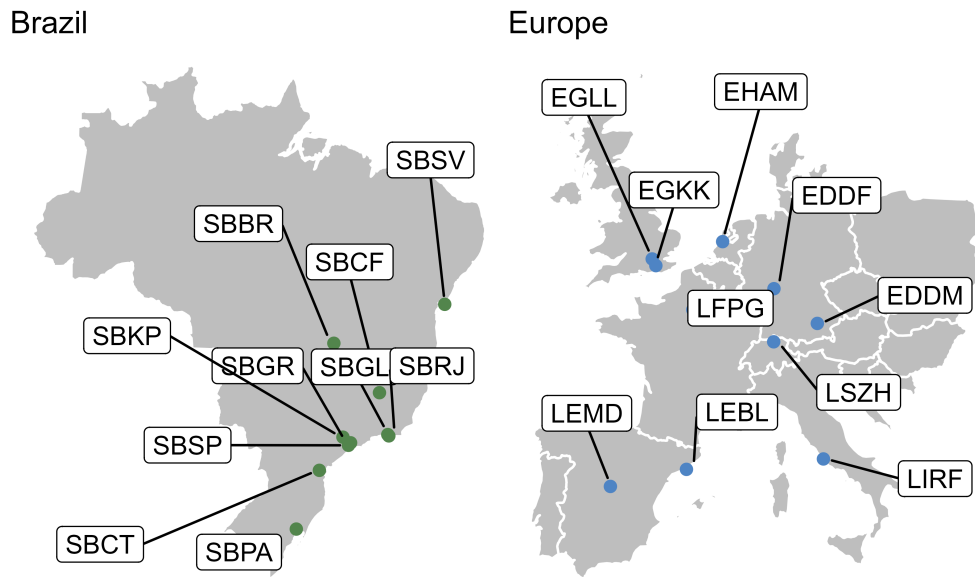 Brazil
SBSV
SBBR
SBCF
SBKP
SBGR
SBGL
SBRJ
SBSP
SBCT
SBPA
Europe
EGLL
EHAM
EGKK
EDDF
EDDM
LFPG
LSZH
LEMD
LEBL
LIRF